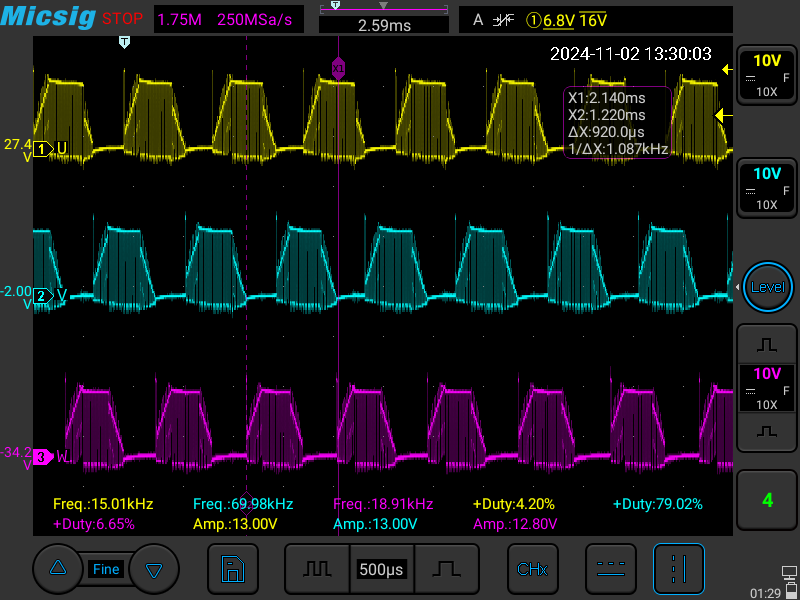 Micsig STOP 1.75M 250MSa/s T 2.59ms A ①6.8V 16V
T
2024-11-02 13:30:03
10V
F
10X
X1:2.140ms
X2:1.220ms
ΔX:920.0µs
1/ΔX:1.087kHz
27.4
V
1 U
10V
F
10X
-2.00
V
2 V
Level
10V
F
10X
-34.2
V
3 W
Freq.:15.01kHz Freq.:69.98kHz Freq.:18.91kHz +Duty:4.20% +Duty:79.02%
+Duty:6.65% Amp.:13.00V Amp.:13.00V Amp.:12.80V
4
Fine 500µs CHx
01:29